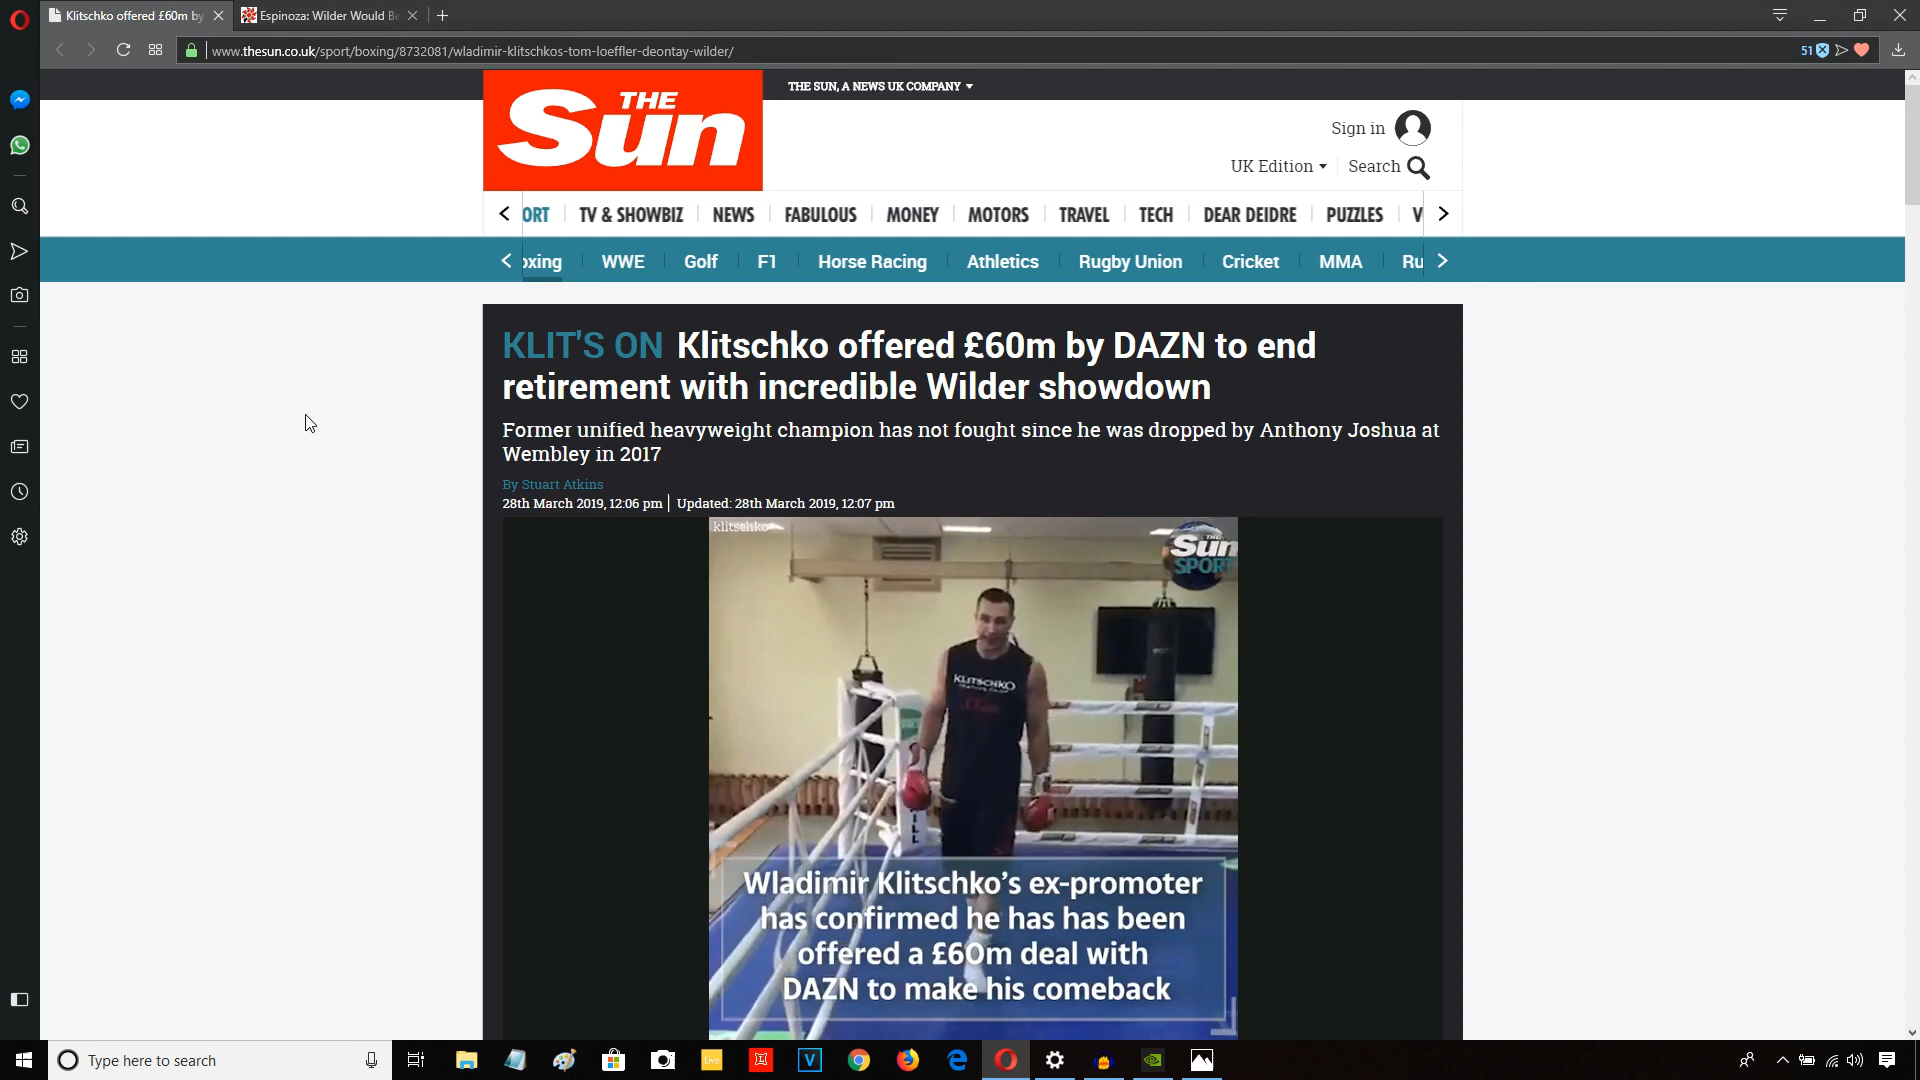 Klitschko offered £60m by
Espinoza: Wilder Would Be
www.thesun.co.uk/sport/boxing/8732081/wladimir-klitschkos-tom-loeffler-deontay-wilder/
51
THE SUN, A NEWS UK COMPANY
THE
Sun
Sign in
UK Edition
Search
ORT
TV & SHOWBIZ
NEWS
FABULOUS
MONEY
MOTORS
TRAVEL
TECH
DEAR DEIDRE
PUZZLES
V
oxing
WWE
Golf
F1
Horse Racing
Athletics
Rugby Union
Cricket
MMA
Ru
KLIT'S ON Klitschko offered £60m by DAZN to end
retirement with incredible Wilder showdown
Former unified heavyweight champion has not fought since he was dropped by Anthony Joshua at
Wembley in 2017
By Stuart Atkins
28th March 2019, 12:06 pm | Updated: 28th March 2019, 12:07 pm
klitschko
THE
Sun
SPORT
KLITSCHKO
Wladimir Klitschko's ex-promoter
has confirmed he has has been
offered a £60m deal with
DAZN to make his comeback
Type here to search
Live
V